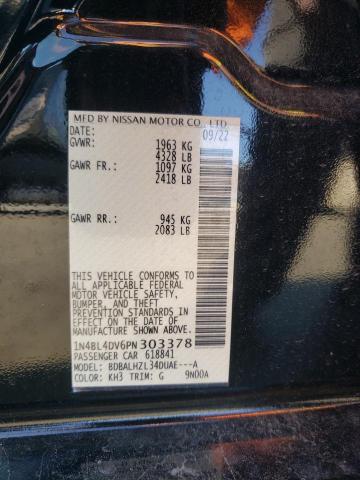 MFD BY NISSAN MOTOR CO., LTD.
DATE: 09/22
GVWR: 1963 KG
4328 LB
GAWR FR.: 1097 KG
2418 LB
GAWR RR.: 945 KG
2083 LB
THIS VEHICLE CONFORMS TO
ALL APPLICABLE FEDERAL
MOTOR VEHICLE SAFETY,
BUMPER, AND THEFT
PREVENTION STANDARDS IN
EFFECT ON THE DATE OF
MANUFACTURE SHOWN ABOVE.
1N4BL4DV6PN303378
PASSENGER CAR 618841
MODEL: BDBALHZL34DUAE---A
COLOR: KH3 TRIM: G 9N00A